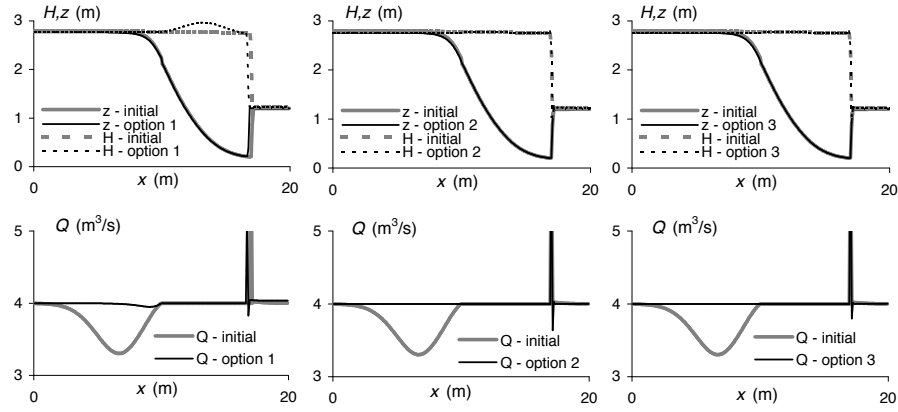 H,z (m)
3
2
1
0
z - initial
z - option 1
H - initial
H - option 1
0
x (m)
20
H,z (m)
3
2
1
0
z - initial
z - option 2
H - initial
H - option 2
0
x (m)
20
H,z (m)
3
2
1
0
z - initial
z - option 3
H - initial
H - option 3
0
x (m)
20
Q (m³/s)
5
4
3
Q - initial
Q - option 1
0
x (m)
20
Q (m³/s)
5
4
3
Q - initial
Q - option 2
0
x (m)
20
Q (m³/s)
5
4
3
Q - initial
Q - option 3
0
x (m)
20